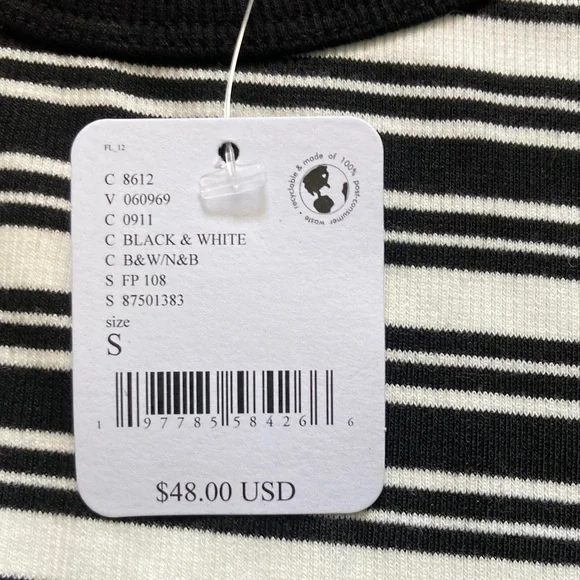 FL_12
C 8612
V 060969
C 0911
C BLACK & WHITE
C B&W/N&B
S FP 108
S 87501383
size
S
recyclable & made of 100% post-consumer waste •
1 97785 58426 6
$48.00 USD